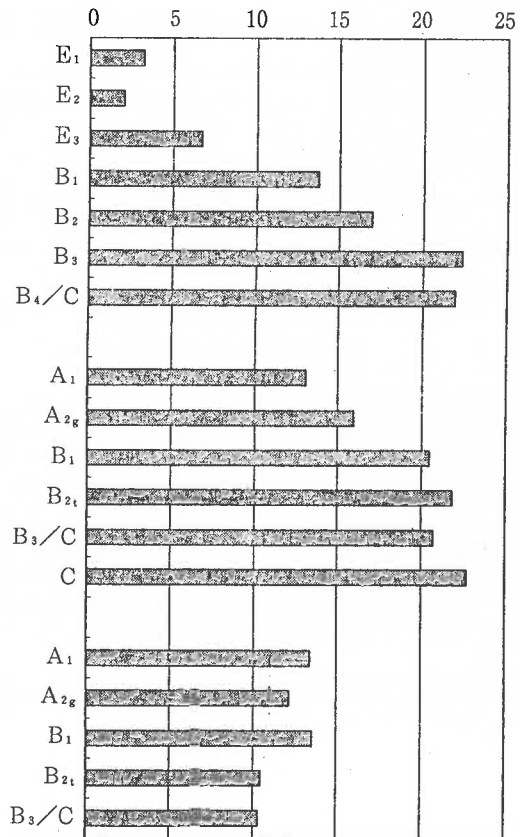 0 5 10 15 20 25
E₁
E₂
E₃
B₁
B₂
B₃
B₄/C
A₁
A₂g
B₁
B₂t
B₃/C
C
A₁
A₂g
B₁
B₂t
B₃/C